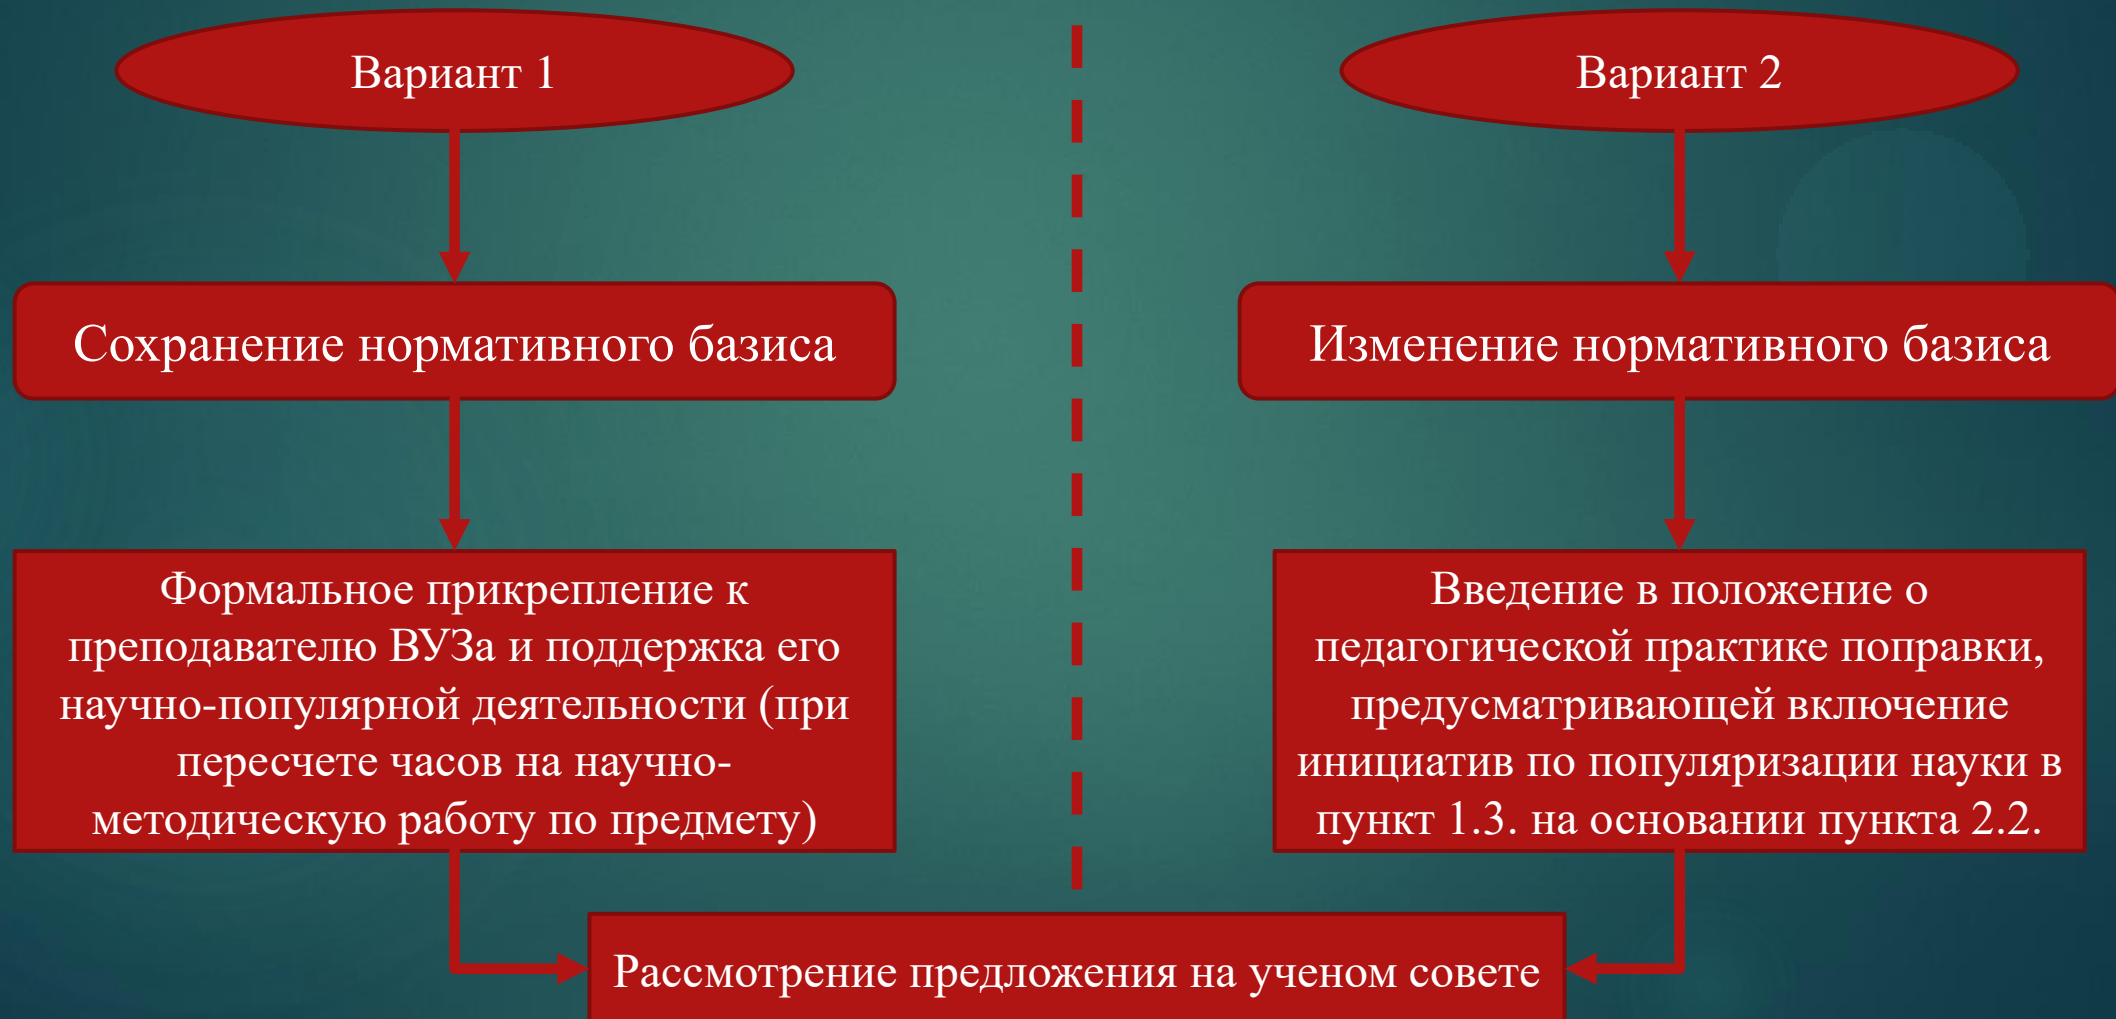 Вариант 1
Сохранение нормативного базиса
Формальное прикрепление к
преподавателю ВУЗа и поддержка его
научно-популярной деятельности (при
пересчете часов на научно-
методическую работу по предмету)
Вариант 2
Изменение нормативного базиса
Введение в положение о
педагогической практике поправки,
предусматривающей включение
инициатив по популяризации науки в
пункт 1.3. на основании пункта 2.2.
Рассмотрение предложения на ученом совете